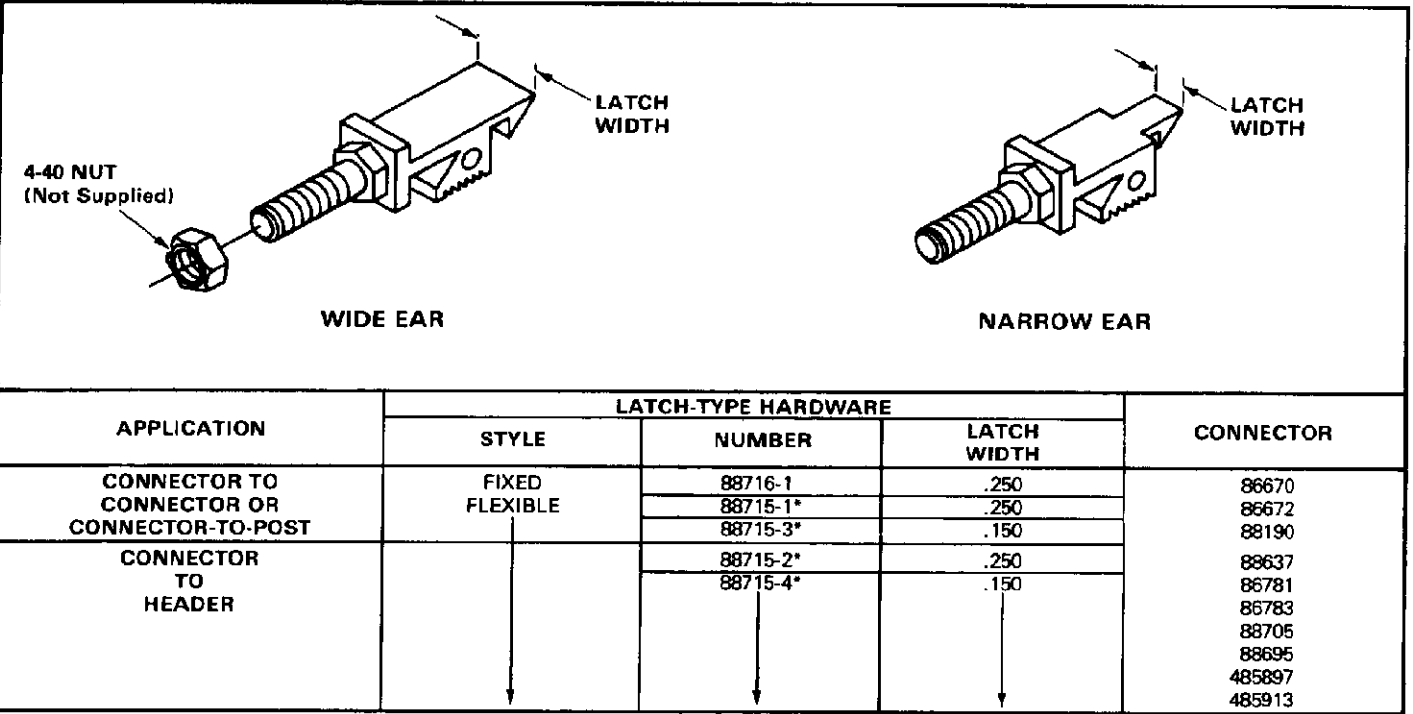 LATCH
WIDTH
4-40 NUT
(Not Supplied)
WIDE EAR
LATCH
WIDTH
NARROW EAR
APPLICATION
LATCH-TYPE HARDWARE
CONNECTOR
STYLE
NUMBER
LATCH
WIDTH
CONNECTOR TO
CONNECTOR OR
CONNECTOR-TO-POST
FIXED
FLEXIBLE
88716-1
.250
88715-1*
.250
88715-3*
.150
86670
86672
88190
CONNECTOR
TO
HEADER
88715-2*
.250
88715-4*
.150
88637
86781
86783
88705
88695
485897
485913